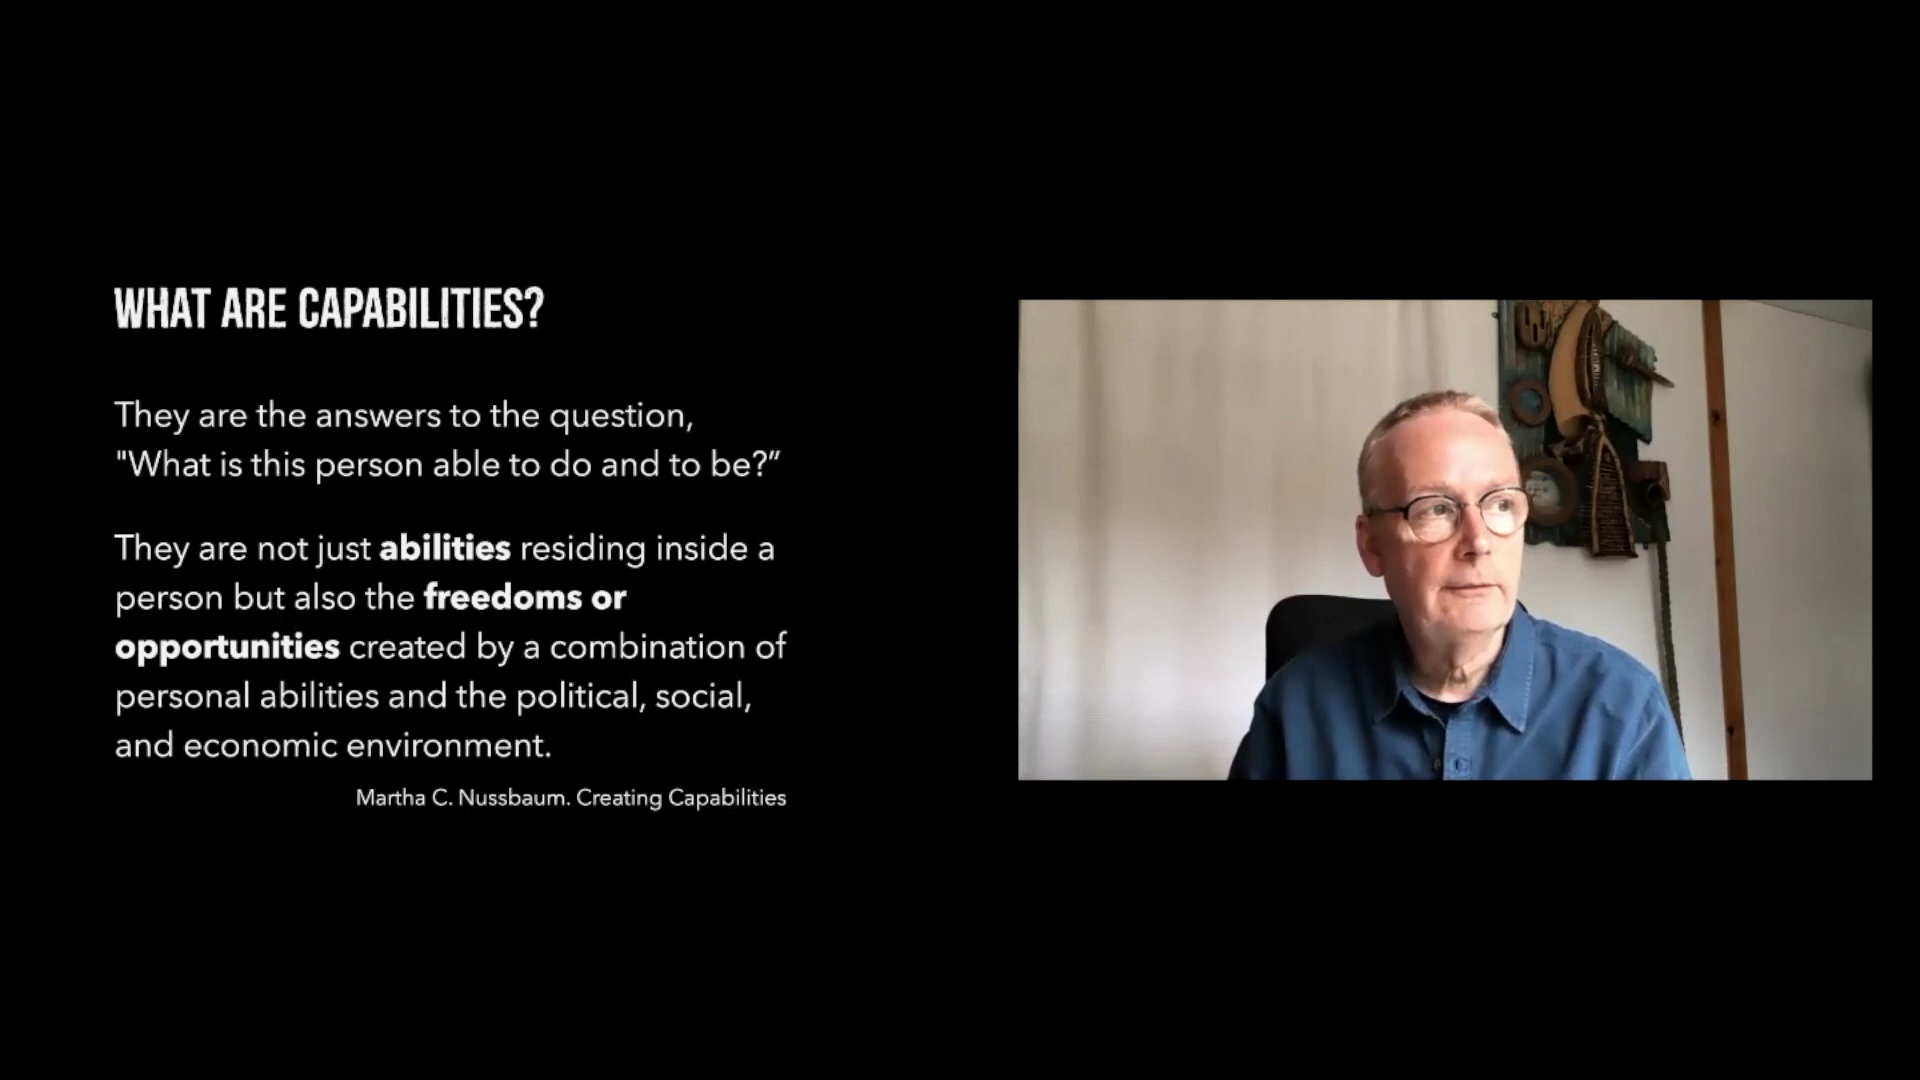 WHAT ARE CAPABILITIES?
They are the answers to the question,
"What is this person able to do and to be?”
They are not just abilities residing inside a
person but also the freedoms or
opportunities created by a combination of
personal abilities and the political, social,
and economic environment.
Martha C. Nussbaum. Creating Capabilities